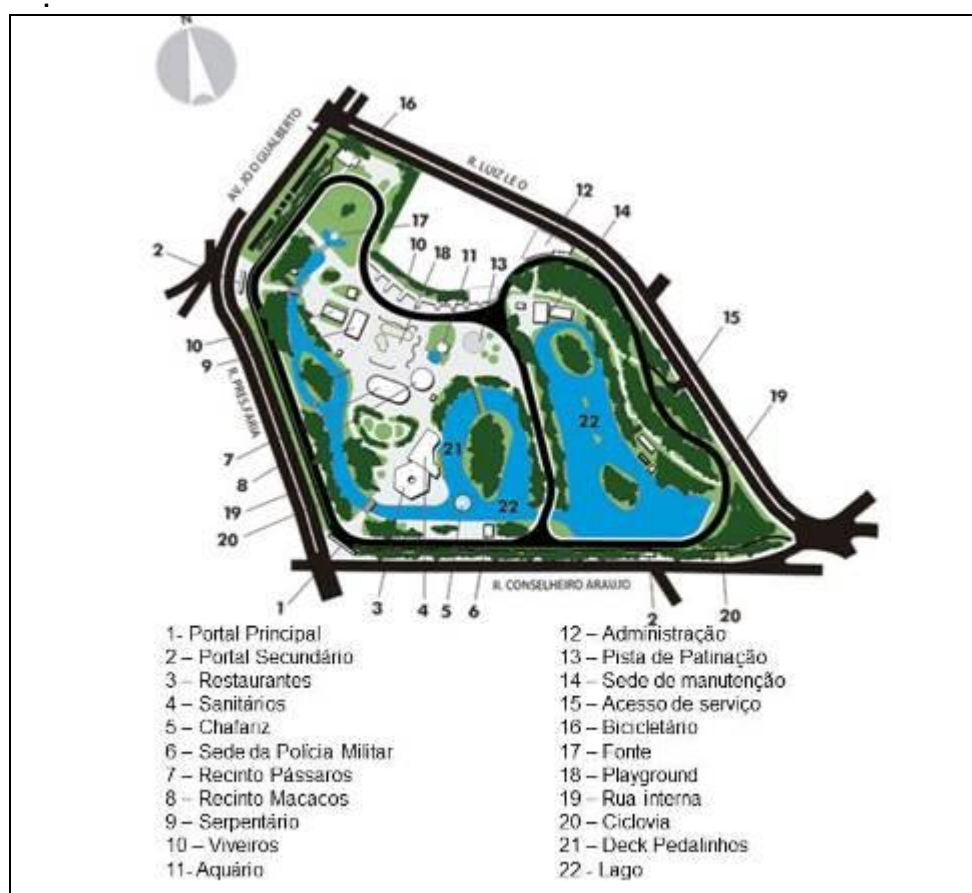 N
16
AV. JO O GUALBERTO
R. LUIZ LE O
12
14
17
2
10
18
11
13
15
10
9
R. PRES.FARIA
22
19
21
7
8
22
19
20
R. CONSELHEIRO ARAUJO
1
3
4
5
6
2
20
1- Portal Principal
2 – Portal Secundário
3 – Restaurantes
4 – Sanitários
5 – Chafariz
6 – Sede da Polícia Militar
7 – Recinto Pássaros
8 – Recinto Macacos
9 – Serpentário
10 – Viveiros
11- Aquário
12 – Administração
13 – Pista de Patinação
14 – Sede de manutenção
15 – Acesso de serviço
16 – Bicicletário
17 – Fonte
18 – Playground
19 – Rua interna
20 – Ciclovia
21 – Deck Pedalinhos
22 – Lago